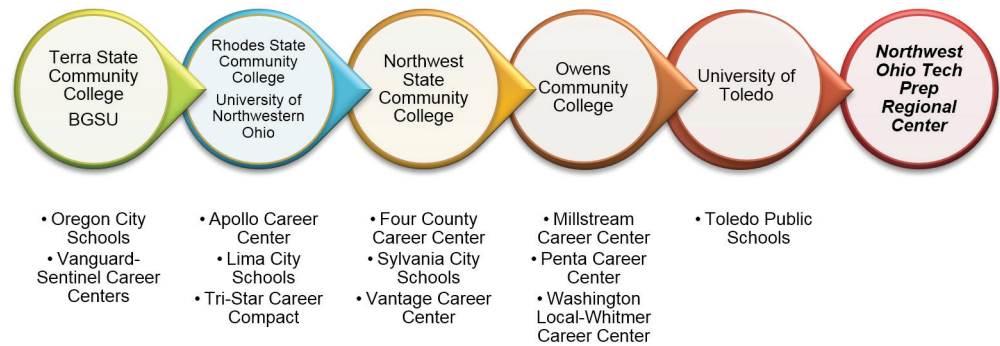 Terra State
Community
College
BGSU
Rhodes State
Community
College
University of
Northwestern
Ohio
Northwest
State
Community
College
Owens
Community
College
University of
Toledo
Northwest
Ohio Tech
Prep
Regional
Center
• Oregon City
Schools
• Vanguard-
Sentinel Career
Centers
• Apollo Career
Center
• Lima City
Schools
• Tri-Star Career
Compact
• Four County
Career Center
• Sylvania City
Schools
• Vantage Career
Center
• Millstream
Career Center
• Penta Career
Center
• Washington
Local-Whitmer
Career Center
• Toledo Public
Schools